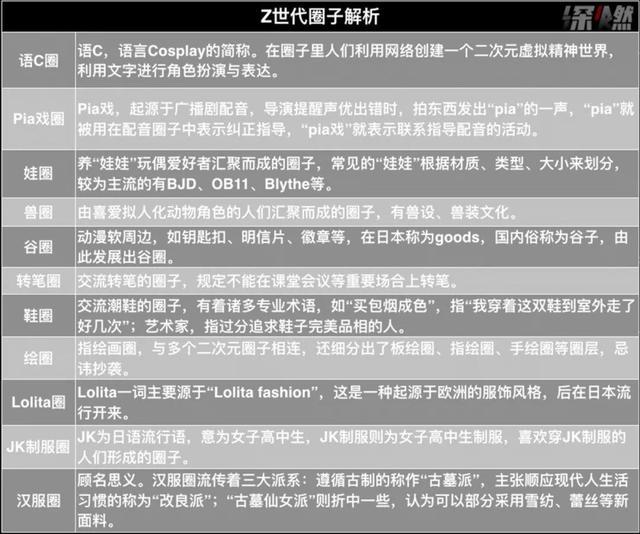 Z世代圈子解析
深燃
语C圈
语C，语言Cosplay的简称。在圈子里人们利用网络创建一个二次元虚拟精神世界，
利用文字进行角色扮演与表达。
Pia戏圈
Pia戏，起源于广播剧配音，导演提醒声优出错时，拍东西发出“pia”的一声，“pia”就
被用在配音圈子中表示纠正指导，“pia戏”就表示联系指导配音的活动。
娃圈
养“娃娃”玩偶爱好者汇聚而成的圈子，常见的“娃娃”根据材质、类型、大小来划分，
较为主流的有BJD、OB11、Blythe等。
兽圈
由喜爱拟人化动物角色的人们汇聚而成的圈子，有兽设、兽装文化。
谷圈
动漫软周边，如钥匙扣、明信片、徽章等，在日本称为goods，国内俗称为谷子，由
此发展出谷圈。
转笔圈
交流转笔的圈子，规定不能在课堂会议等重要场合上转笔。
鞋圈
交流潮鞋的圈子，有着诸多专业术语，如“买包烟成色”，指“我穿着这双鞋到室外走了
好几次”；艺术家，指过分追求鞋子完美品相的人。
绘圈
指绘画圈，与多个二次元圈子相连，还细分出了板绘圈、指绘圈、手绘圈等圈层，忌
讳抄袭。
Lolita圈
Lolita一词主要源于“Lolita fashion”，这是一种起源于欧洲的服饰风格，后在日本流
行开来。
JK制服圈
JK为日语流行语，意为女子高中生，JK制服则为女子高中生制服，喜欢穿JK制服的
人们形成的圈子。
汉服圈
顾名思义。汉服圈流传着三大派系：遵循古制的称作“古墓派”，主张顺应现代人生活
习惯的称为“改良派”；“古墓仙女派”则折中一些，认为可以部分采用雪纺、蕾丝等新
面料。